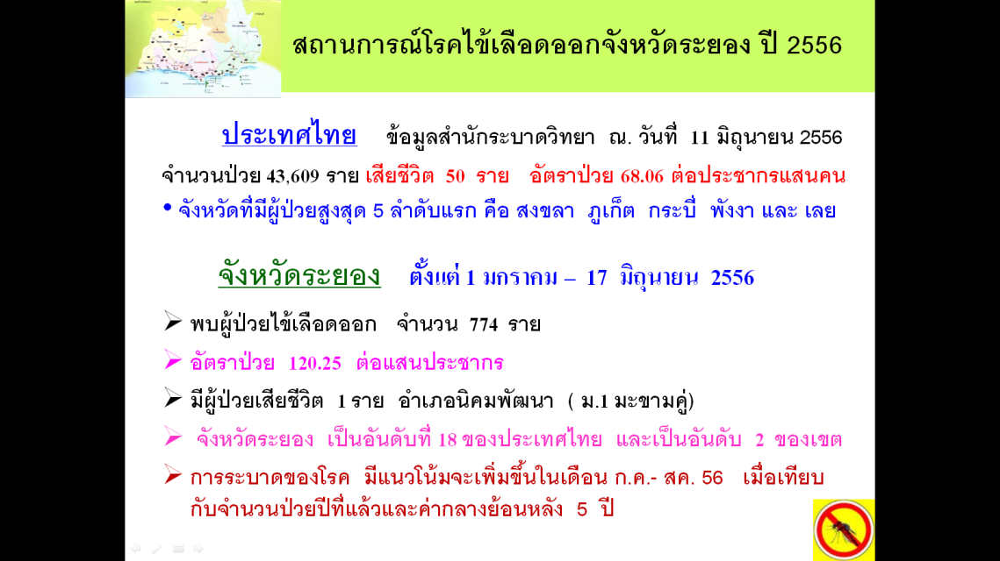 สถานการณ์โรคไข้เลือดออกจังหวัดระยอง ปี 2556
ประเทศไทย ข้อมูลสำนักระบาดวิทยา ณ. วันที่ 11 มิถุนายน 2556
จำนวนป่วย 43,609 ราย เสียชีวิต 50 ราย อัตราป่วย 68.06 ต่อประชากรแสนคน
• จังหวัดที่มีผู้ป่วยสูงสุด 5 ลำดับแรก คือ สงขลา ภูเก็ต กระบี่ พังงา และ เลย
จังหวัดระยอง ตั้งแต่ 1 มกราคม – 17 มิถุนายน 2556
➢ พบผู้ป่วยไข้เลือดออก จำนวน 774 ราย
➢ อัตราป่วย 120.25 ต่อแสนประชากร
➢ มีผู้ป่วยเสียชีวิต 1 ราย อำเภอนิคมพัฒนา ( ม.1 มะขามคู่)
➢ จังหวัดระยอง เป็นอันดับที่ 18 ของประเทศไทย และเป็นอันดับ 2 ของเขต
➢ การระบาดของโรค มีแนวโน้มจะเพิ่มขึ้นในเดือน ก.ค.- สค. 56 เมื่อเทียบ
กับจำนวนป่วยปีที่แล้วและค่ากลางย้อนหลัง 5 ปี